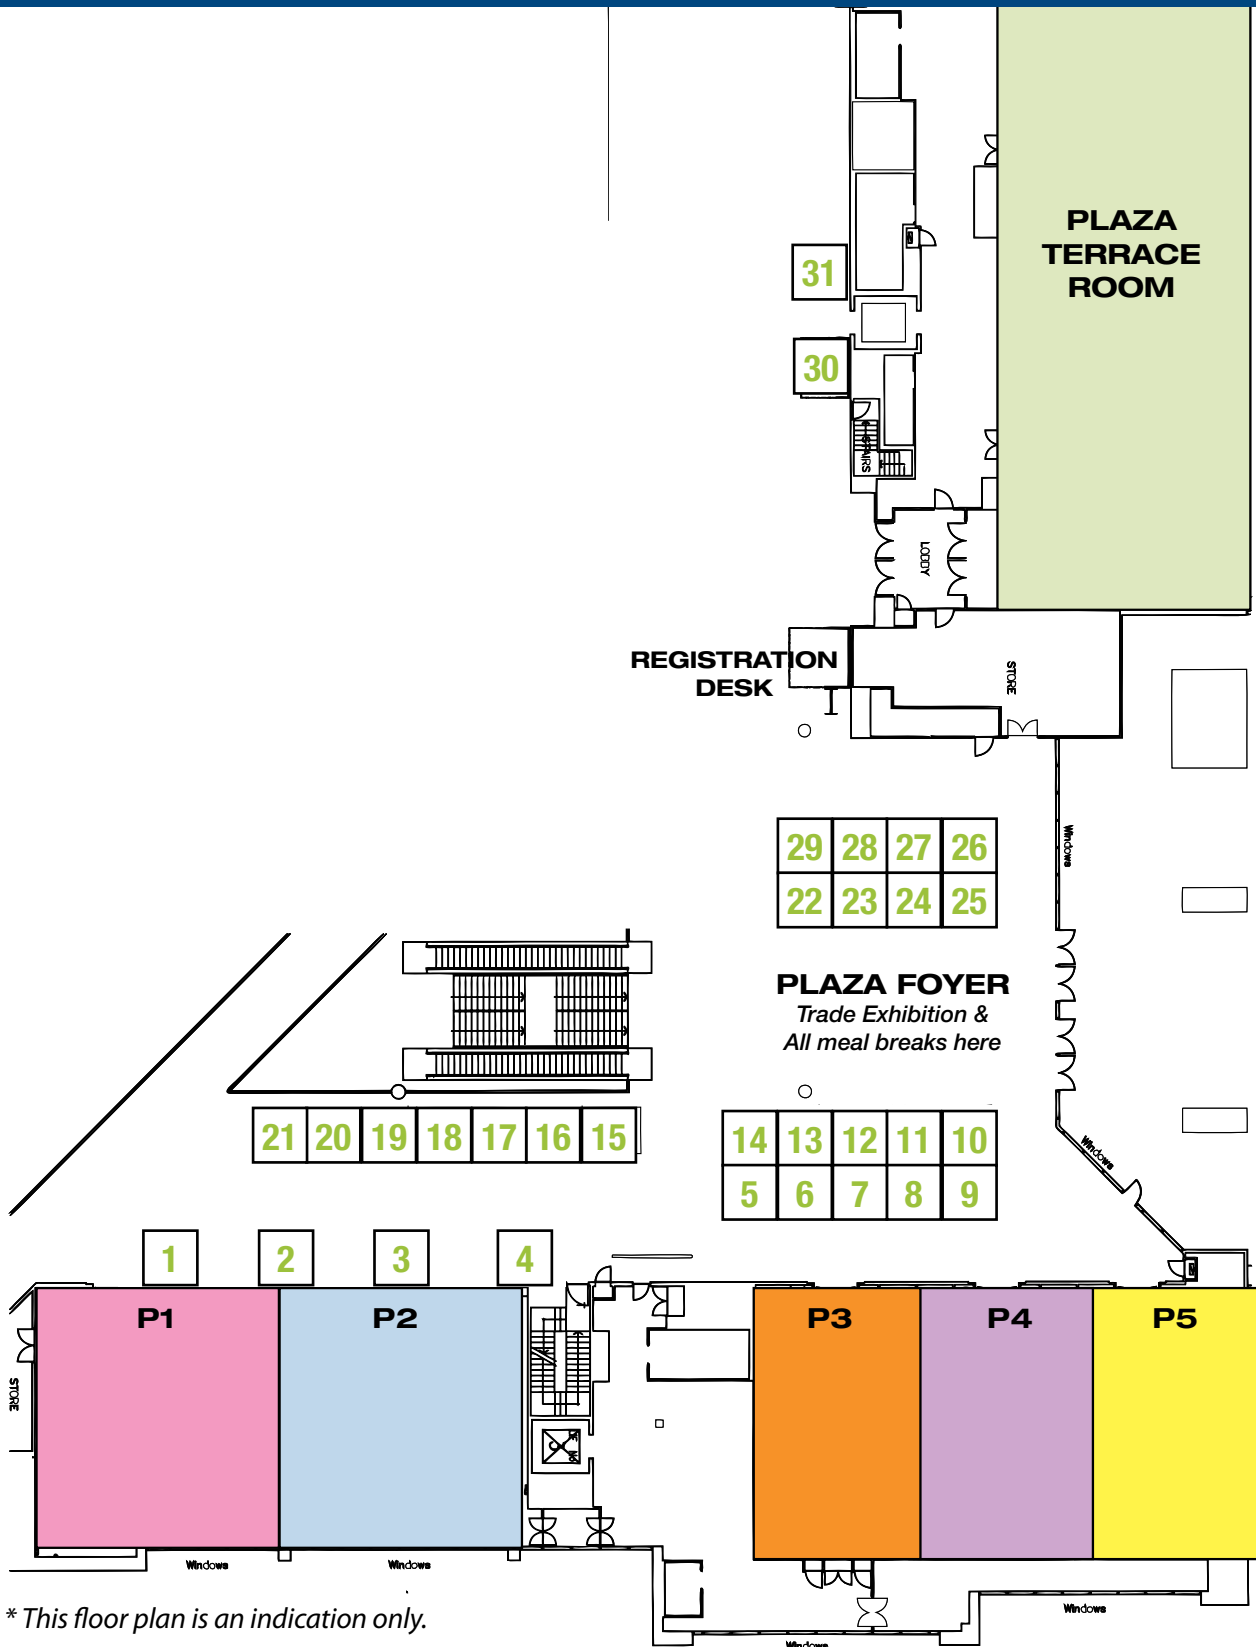 PLAZA
TERRACE
ROOM
31
30
STAIRS
LOBBY
REGISTRATION
DESK
STORE
29 28 27 26
22 23 24 25
Windows
PLAZA FOYER
Trade Exhibition &
All meal breaks here
21 20 19 18 17 16 15
14 13 12 11 10
5 6 7 8 9
Windows
1 2 3 4
P1 P2 P3 P4 P5
STORE
Windows Windows
Windows
Windows
* This floor plan is an indication only.